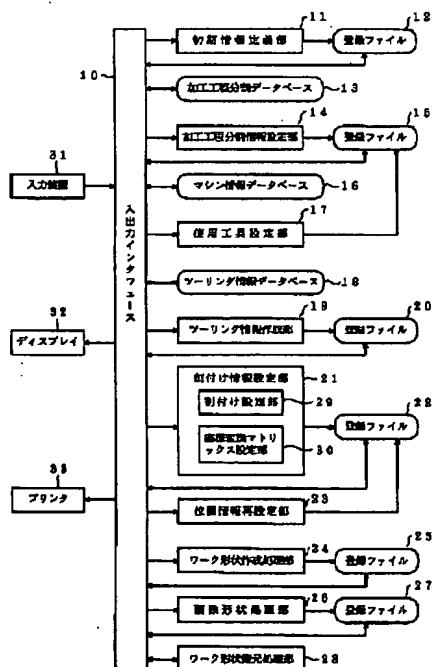 11
12
初期情報定義部
登録ファイル
10
加工工程分割データベース
13
14
15
加工工程分割情報設定部
登録ファイル
31
入力装置
マシン情報データベース
16
17
使用工具設定部
入出力インタフェース
ツーリング情報データベース
18
32
19
20
ディスプレイ
ツーリング情報作成部
登録ファイル
割付け情報設定部
21
割付け設定部
29
22
登録ファイル
座標変換マトリックス設定部
30
33
23
プリンタ
位置情報再設定部
24
25
ワーク形状作成処理部
登録ファイル
26
27
登録ファイル
ワーク形状復元処理部
28